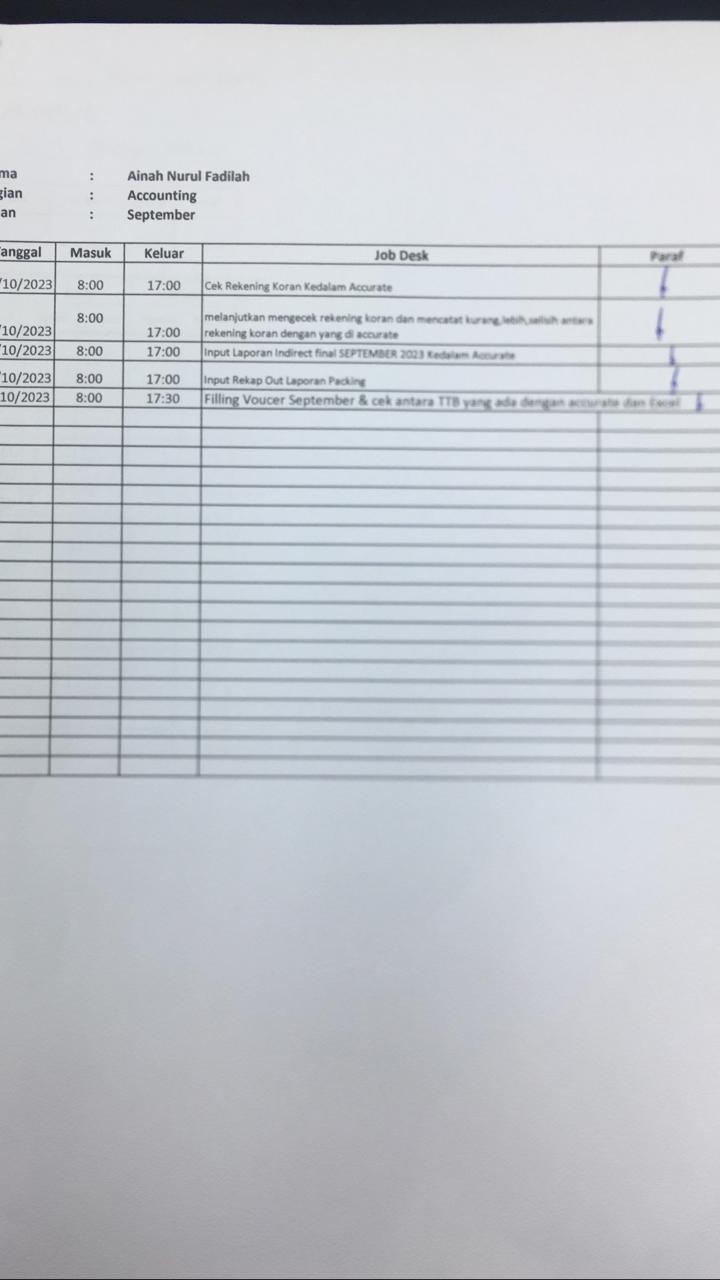 ma : Ainah Nurul Fadilah
gian : Accounting
an : September
anggal Masuk Keluar Job Desk Paraf
/10/2023 8:00 17:00 Cek Rekening Koran Kedalam Accurate
8:00 melanjutkan mengecek rekening koran dan mencatat kurang,lebih,selisih antara
/10/2023 17:00 rekening koran dengan yang di accurate
/10/2023 8:00 17:00 Input Laporan Indirect final SEPTEMBER 2023 Kedalam Accurate
/10/2023 8:00 17:00 Input Rekap Out Laporan Packing
10/2023 8:00 17:30 Filling Voucer September & cek antara TTB yang ada dengan accurate dan Excel